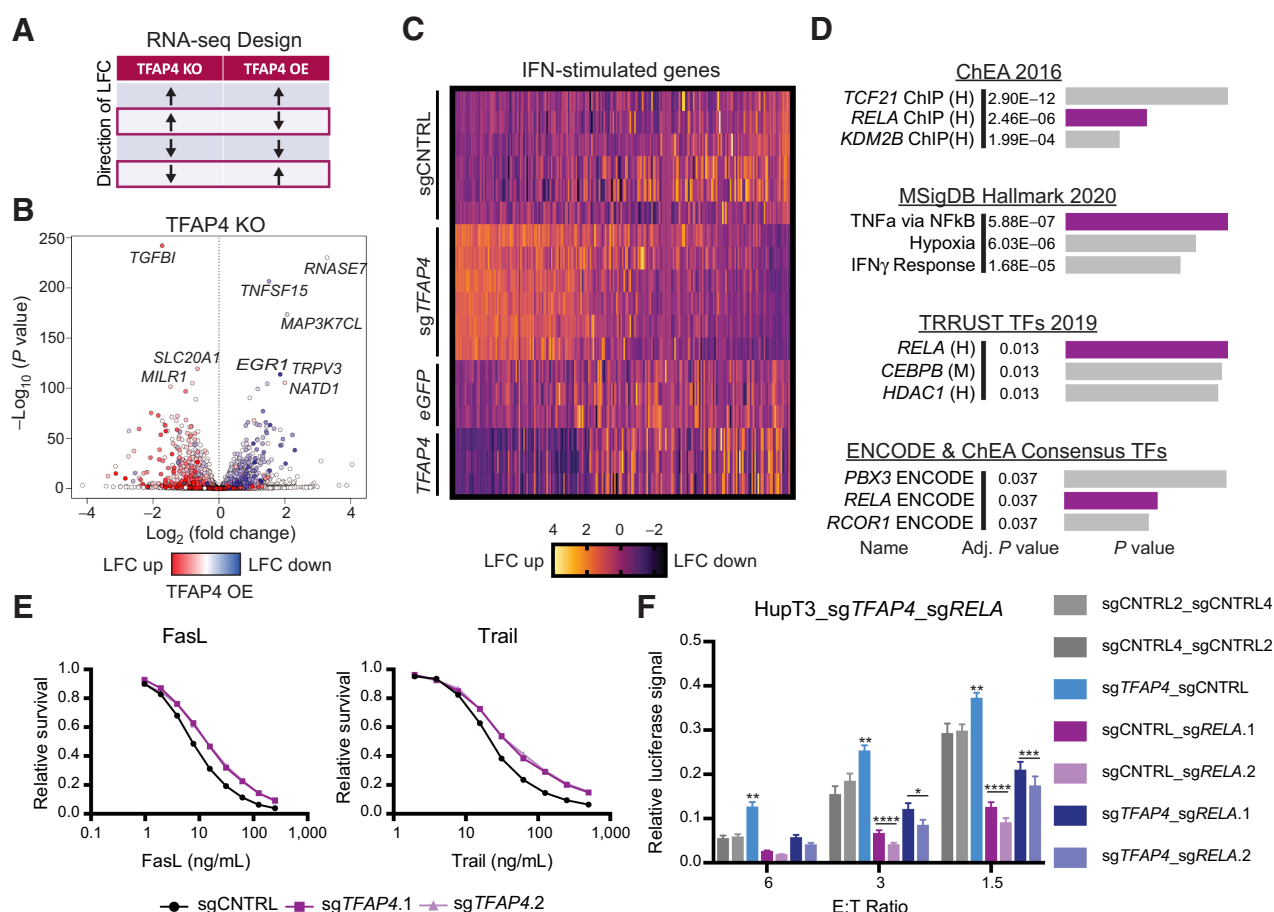 A
RNA-seq Design
TFAP4 KO TFAP4 OE
Direction of LFC
B
TFAP4 KO
250
200
150
100
50
0
–Log10 (P value)
TGFBI
RNASE7
TNFSF15
MAP3K7CL
SLC20A1
EGR1 TRPV3
MILR1
NATD1
–4 –2 0 2 4
Log2 (fold change)
LFC up LFC down
TFAP4 OE
C
IFN-stimulated genes
sgCNTRL
sgTFAP4
eGFP
TFAP4
4 2 0 –2
LFC up LFC down
D
ChEA 2016
TCF21 ChIP (H) 2.90E–12
RELA ChIP (H) 2.46E–06
KDM2B ChIP(H) 1.99E–04
MSigDB Hallmark 2020
TNFa via NFkB 5.88E–07
Hypoxia 6.03E–06
IFNγ Response 1.68E–05
TRRUST TFs 2019
RELA (H) 0.013
CEBPB (M) 0.013
HDAC1 (H) 0.013
ENCODE & ChEA Consensus TFs
PBX3 ENCODE 0.037
RELA ENCODE 0.037
RCOR1 ENCODE 0.037
Name Adj. P value P value
E
FasL
1.0
0.8
0.6
0.4
0.2
0.0
Relative survival
0.1 1 10 100 1,000
FasL (ng/mL)
Trail
1.0
0.8
0.6
0.4
0.2
0.0
Relative survival
1 10 100 1,000
Trail (ng/mL)
sgCNTRL sgTFAP4.1 sgTFAP4.2
F
HupT3_sgTFAP4_sgRELA
0.5
0.4
0.3
0.2
0.1
0.0
Relative luciferase signal
**
**
****
*
**
****
***
6 3 1.5
E:T Ratio
sgCNTRL2_sgCNTRL4
sgCNTRL4_sgCNTRL2
sgTFAP4_sgCNTRL
sgCNTRL_sgRELA.1
sgCNTRL_sgRELA.2
sgTFAP4_sgRELA.1
sgTFAP4_sgRELA.2